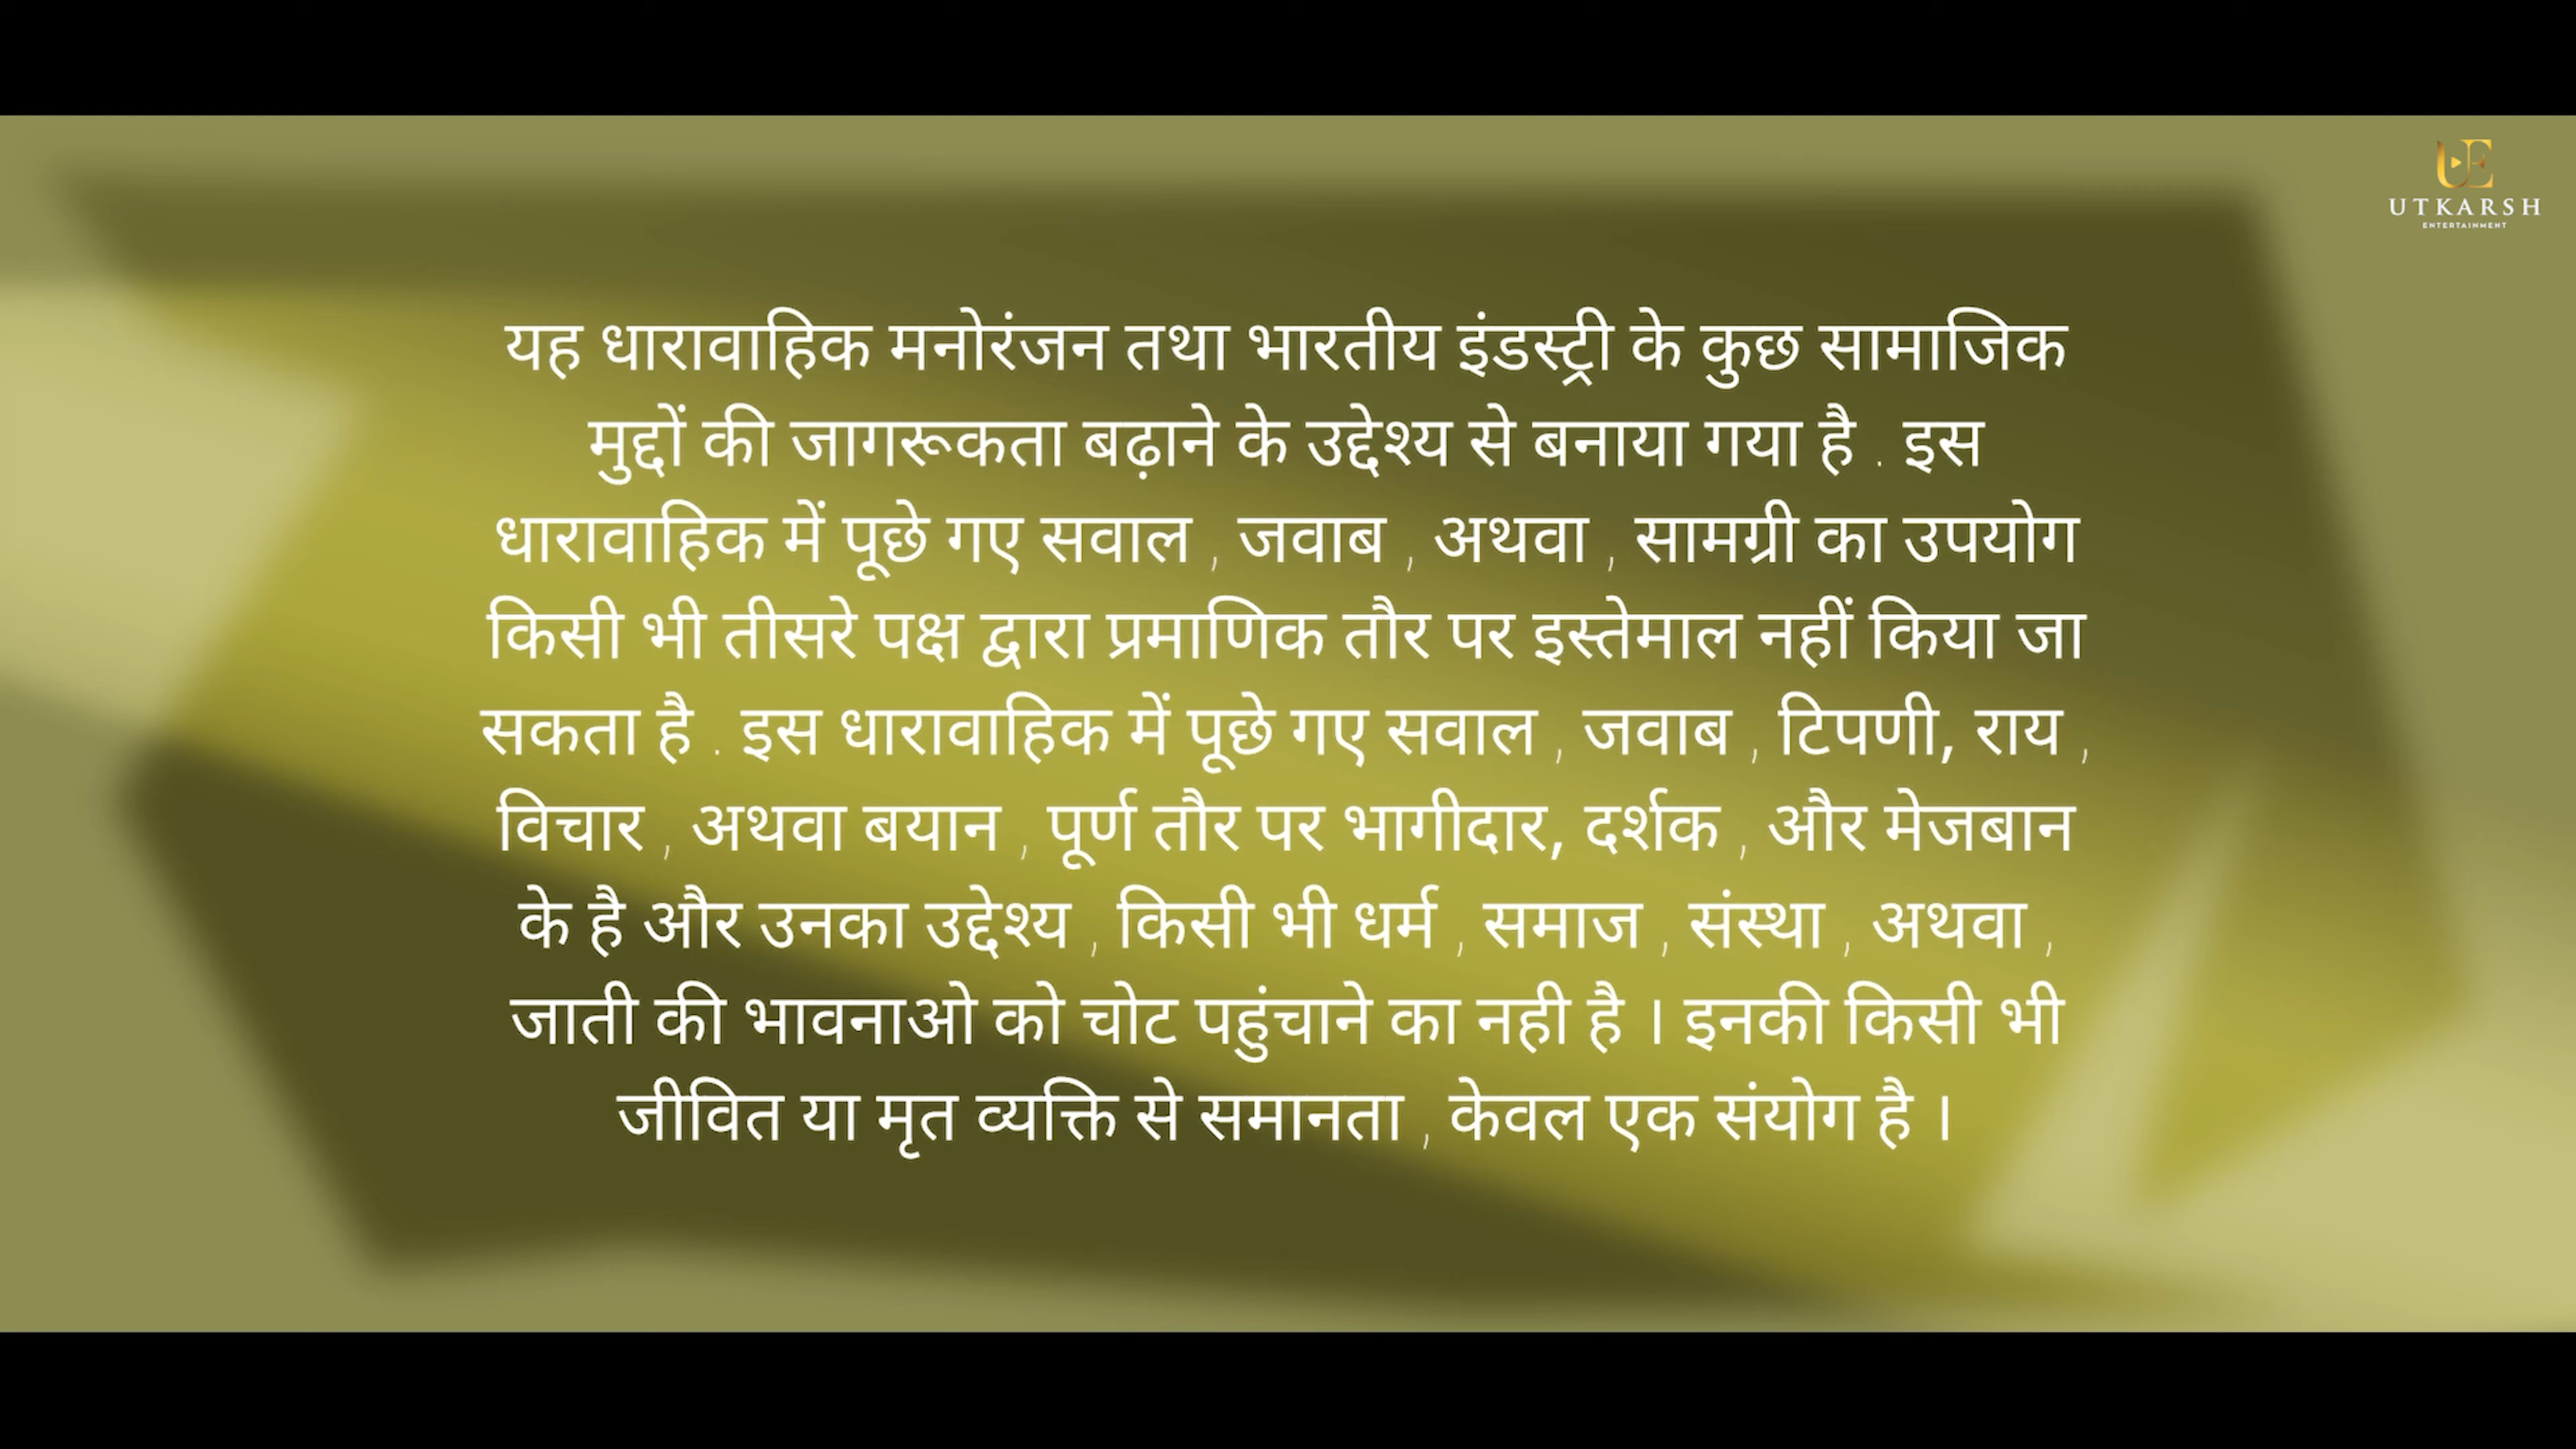 UE
UTKARSH
ENTERTAINMENT
यह धारावाहिक मनोरंजन तथा भारतीय इंडस्ट्री के कुछ सामाजिक
मुद्दों की जागरूकता बढ़ाने के उद्देश्य से बनाया गया है . इस
धारावाहिक में पूछे गए सवाल , जवाब , अथवा , सामग्री का उपयोग
किसी भी तीसरे पक्ष द्वारा प्रमाणिक तौर पर इस्तेमाल नहीं किया जा
सकता है . इस धारावाहिक में पूछे गए सवाल , जवाब , टिपणी, राय ,
विचार , अथवा बयान , पूर्ण तौर पर भागीदार, दर्शक , और मेजबान
के है और उनका उद्देश्य , किसी भी धर्म , समाज , संस्था , अथवा ,
जाती की भावनाओ को चोट पहुंचाने का नही है । इनकी किसी भी
जीवित या मृत व्यक्ति से समानता , केवल एक संयोग है ।